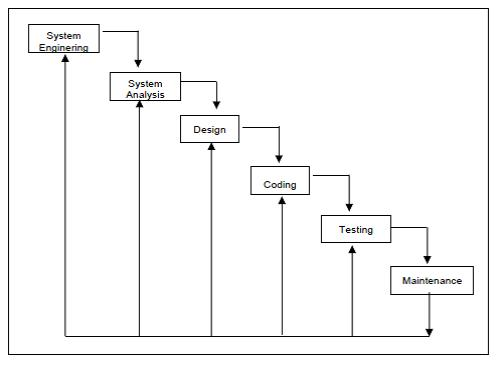 System
Enginering
System
Analysis
Design
Coding
Testing
Maintenance